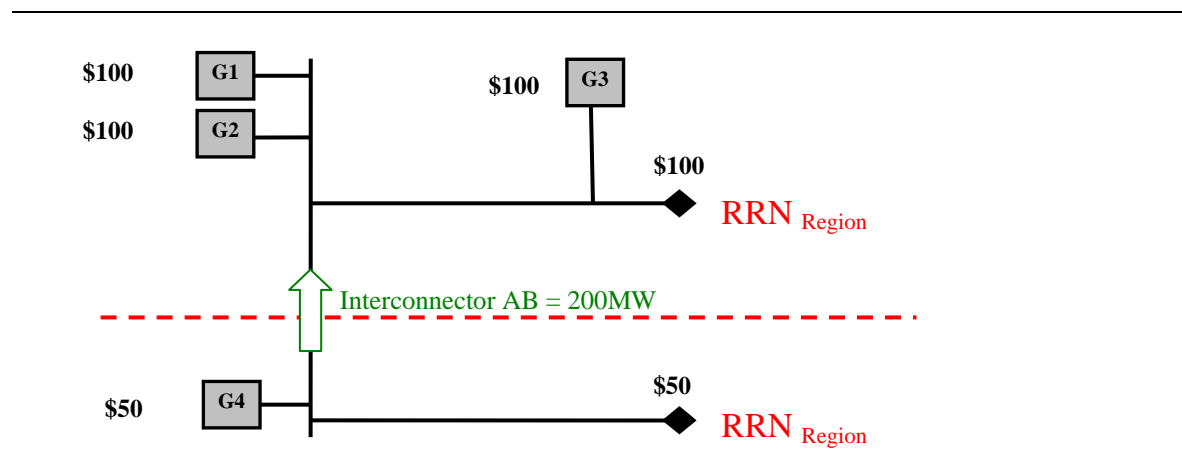 $100 G1
$100 G3
$100 G2
$100
RRN Region
Interconnector AB = 200MW
$50
$50 G4
RRN Region